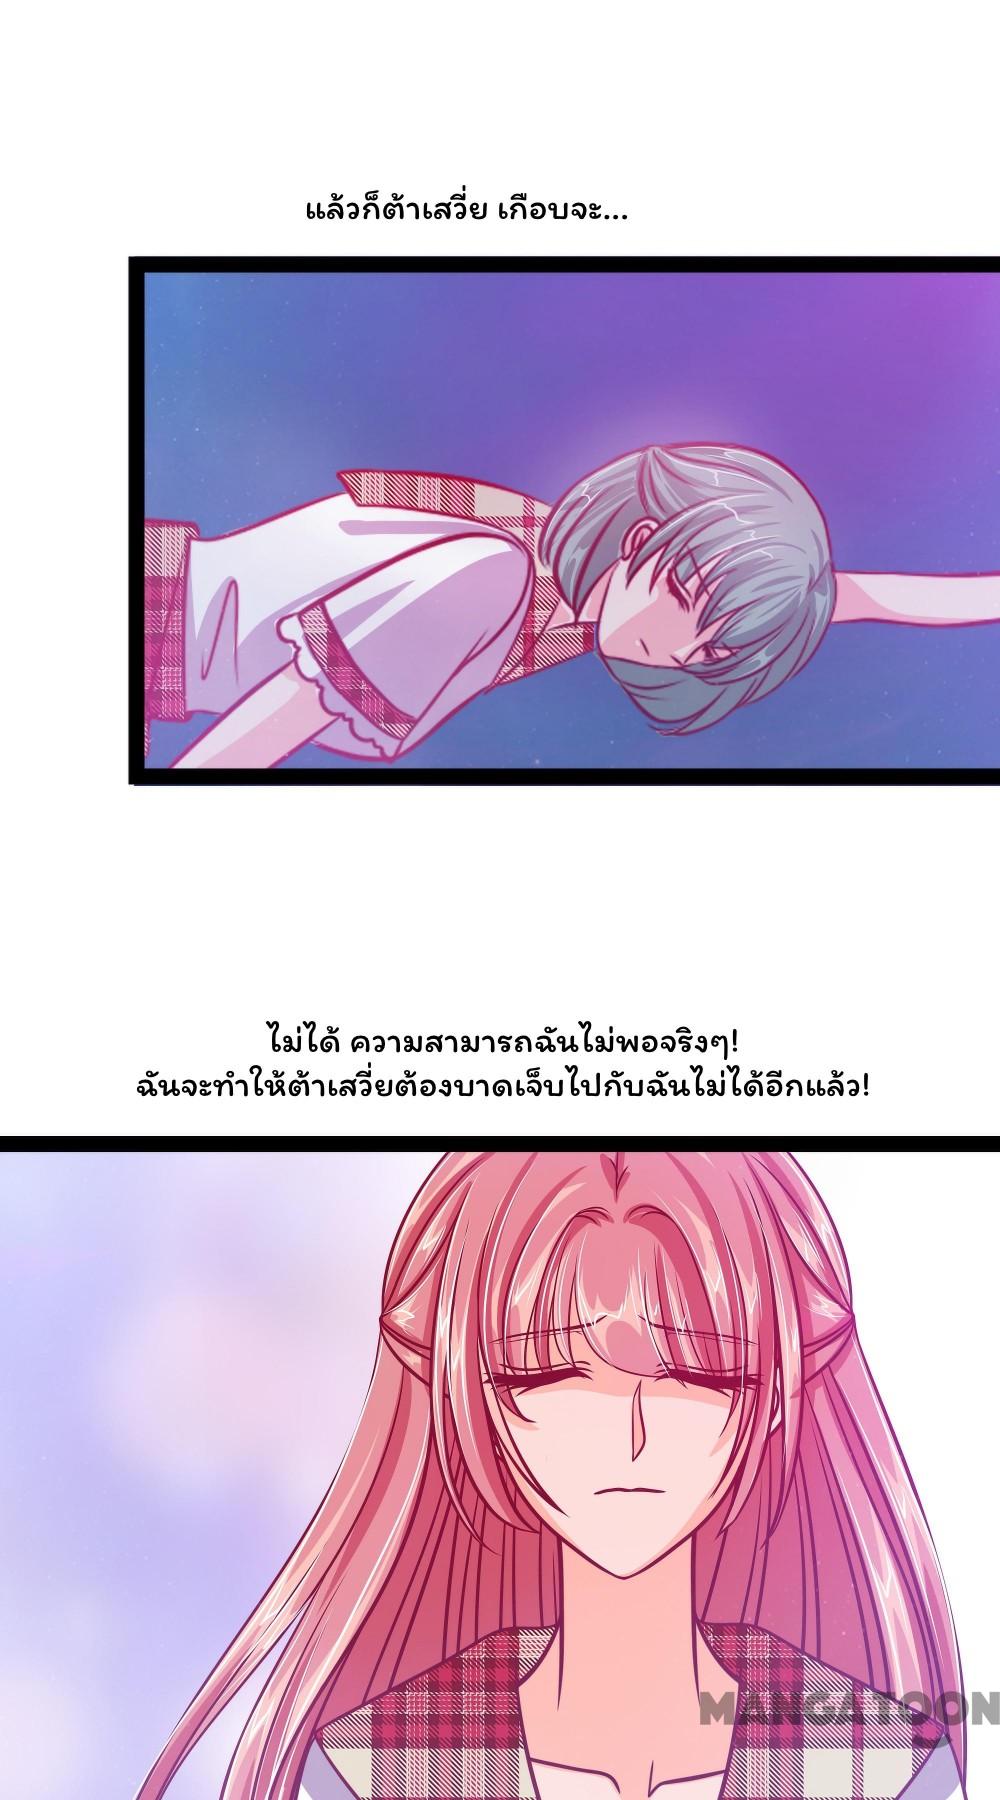 แล้วก็ต้าเสวี่ย เกือบจะ...
ไม่ได้ ความสามารถฉันไม่พอจริงๆ!
ฉันจะทำให้ต้าเสวี่ยต้องบาดเจ็บไปกับฉันไม่ได้อีกแล้ว!
MANGATOON